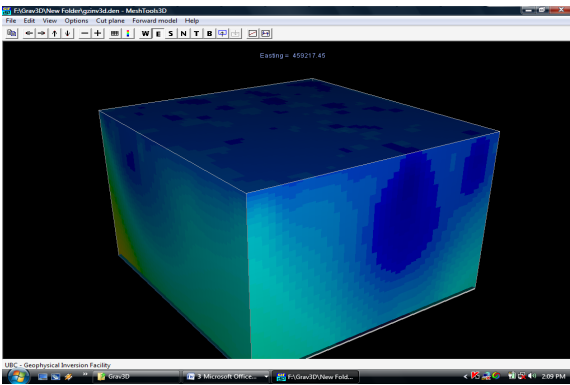 F:\Grav3D\New Folder\gzinv3d.den - MeshTools3D
File Edit View Options Cut plane Forward model Help
W E S N T B
Easting = 459217.45
UBC - Geophysical Inversion Facility
Grav3D 3 Microsoft Office... F:\Grav3D\New Fold... 2:09 PM